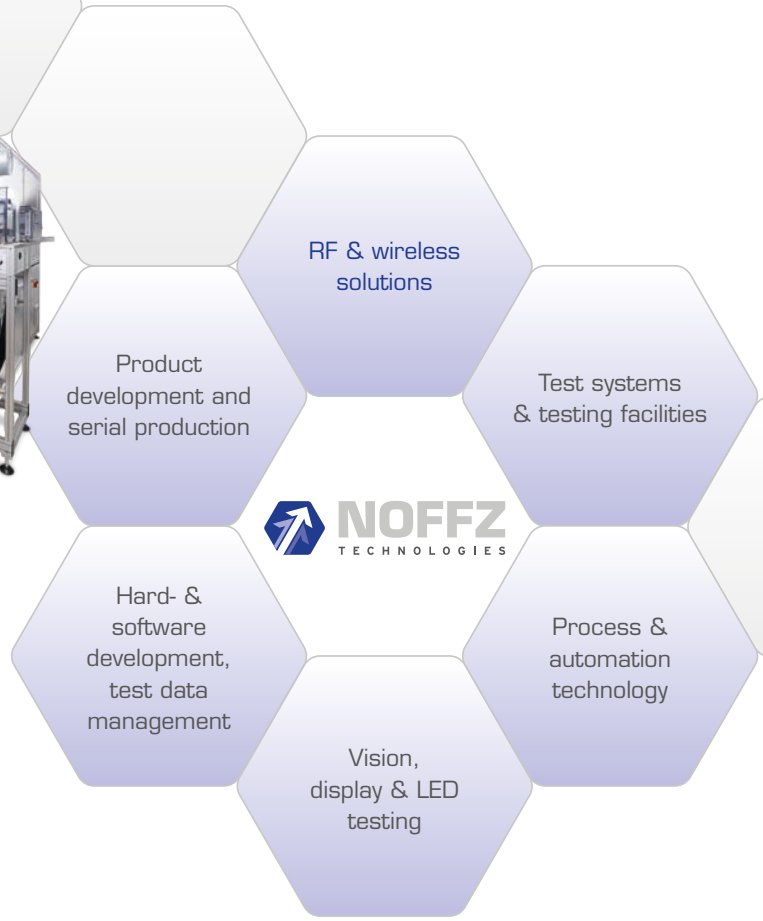 RF & wireless
solutions
Product
development and
serial production
Test systems
& testing facilities
NOFFZ
TECHNOLOGIES
Hard- &
software
development,
test data
management
Process &
automation
technology
Vision,
display & LED
testing